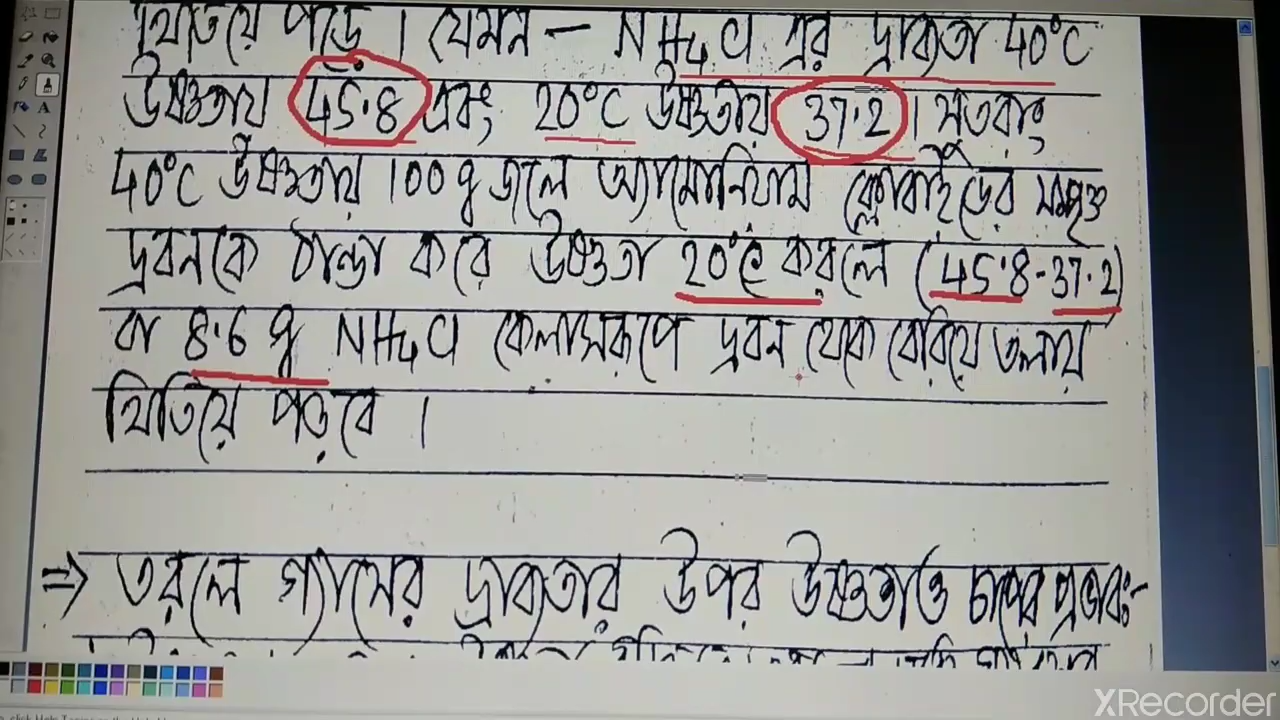 থিতিয়ে পড়ে। যেমন — NH₄Cl এর দ্রাব্যতা 40°C
উষ্ণতায় 45.8 এবং 20°C উষ্ণতায় 37.2। সুতরাং
40°C উষ্ণতায় 100 গ্ৰ জলে অ্যামোনিয়াম ক্লোরাইডের সম্পৃক্ত
দ্রবনকে ঠান্ডা করে উষ্ণতা 20°C করলে (45.8-37.2)
বা 8.6 গ্ৰ NH₄Cl কেলাসরূপে দ্রবন থেকে বেরিয়ে তলায়
থিতিয়ে পড়বে।
⇒ তরলে গ্যাসের দ্রাব্যতার উপর উষ্ণতা ও চাপের প্রভাবঃ-
XRecorder